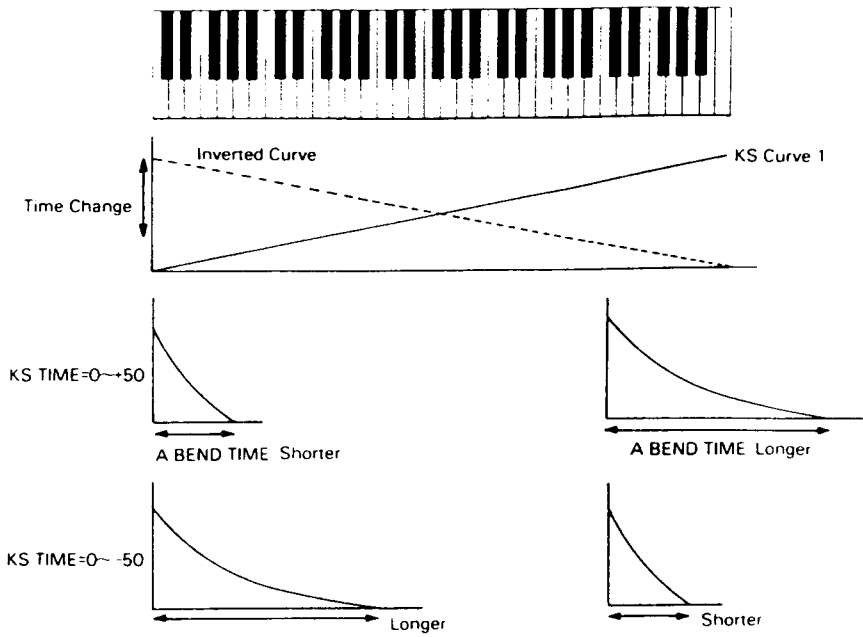 Inverted Curve
KS Curve 1
Time Change
KS TIME=0~+50
A BEND TIME Shorter
A BEND TIME Longer
KS TIME=0~ -50
Longer
Shorter